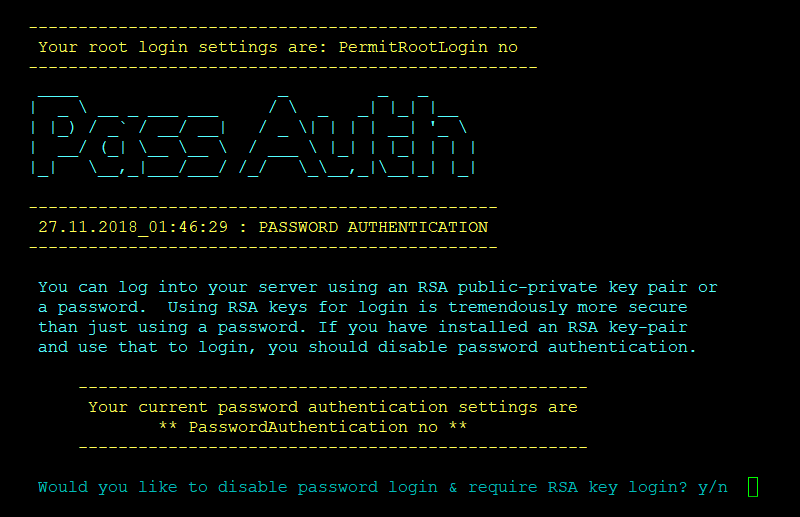 Your root login settings are: PermitRootLogin no
Pass Auth
27.11.2018_01:46:29 : PASSWORD AUTHENTICATION
You can log into your server using an RSA public-private key pair or
a password.  Using RSA keys for login is tremendously more secure
than just using a password. If you have installed an RSA key-pair
and use that to login, you should disable password authentication.
Your current password authentication settings are
** PasswordAuthentication no **
Would you like to disable password login & require RSA key login? y/n